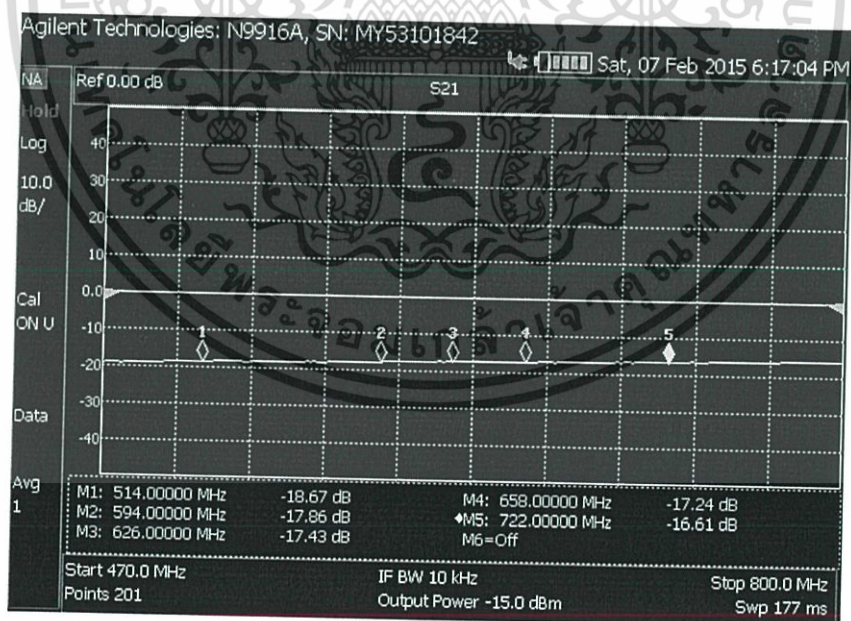 Agilent Technologies: N9916A, SN: MY53101842
Sat, 07 Feb 2015 6:17:04 PM
NA
Ref 0.00 dB
S21
Hold
Log
10.0
dB/
Cal
ON U
Data
Avg
1
40
30
20
10
0.0
-10
-20
-30
-40
1
2
3
4
5
M1: 514.00000 MHz -18.67 dB
M2: 594.00000 MHz -17.86 dB
M3: 626.00000 MHz -17.43 dB
M4: 658.00000 MHz -17.24 dB
♦M5: 722.00000 MHz -16.61 dB
M6=Off
Start 470.0 MHz
IF BW 10 kHz
Stop 800.0 MHz
Points 201
Output Power -15.0 dBm
Swp 177 ms